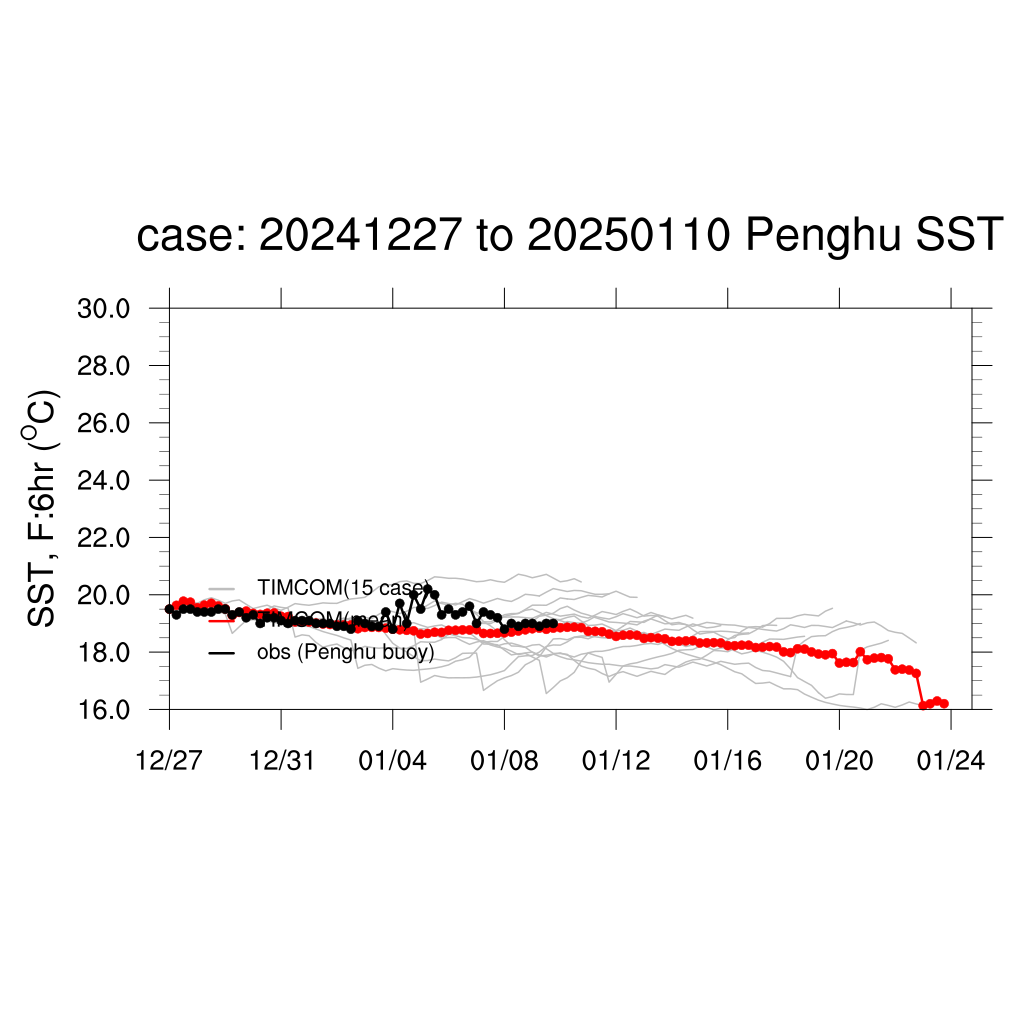 case: 20241227 to 20250110 Penghu SST
30.0
28.0
26.0
24.0
22.0
20.0
18.0
16.0
SST, F:6hr (°C)
TIMCOM(15 case)
TIMCOM(mean)
obs (Penghu buoy)
12/27 12/31 01/04 01/08 01/12 01/16 01/20 01/24